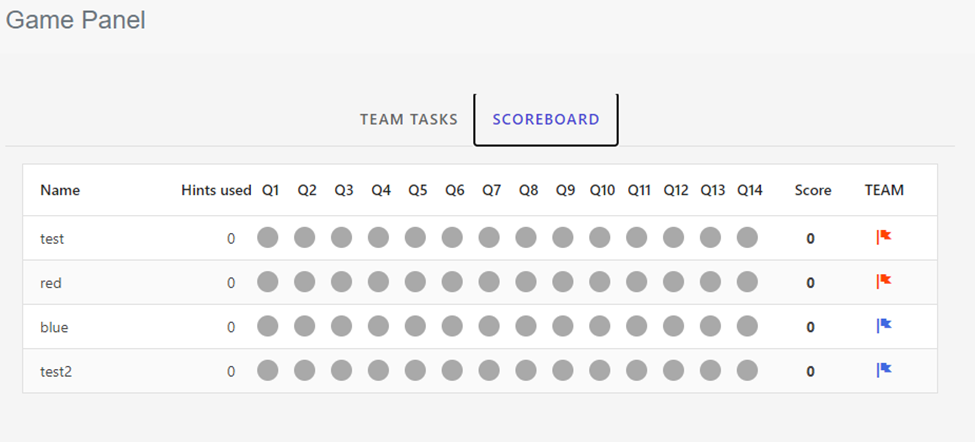 Game Panel
TEAM TASKS SCOREBOARD
Name Hints used Q1 Q2 Q3 Q4 Q5 Q6 Q7 Q8 Q9 Q10 Q11 Q12 Q13 Q14 Score TEAM
test 0 0
red 0 0
blue 0 0
test2 0 0